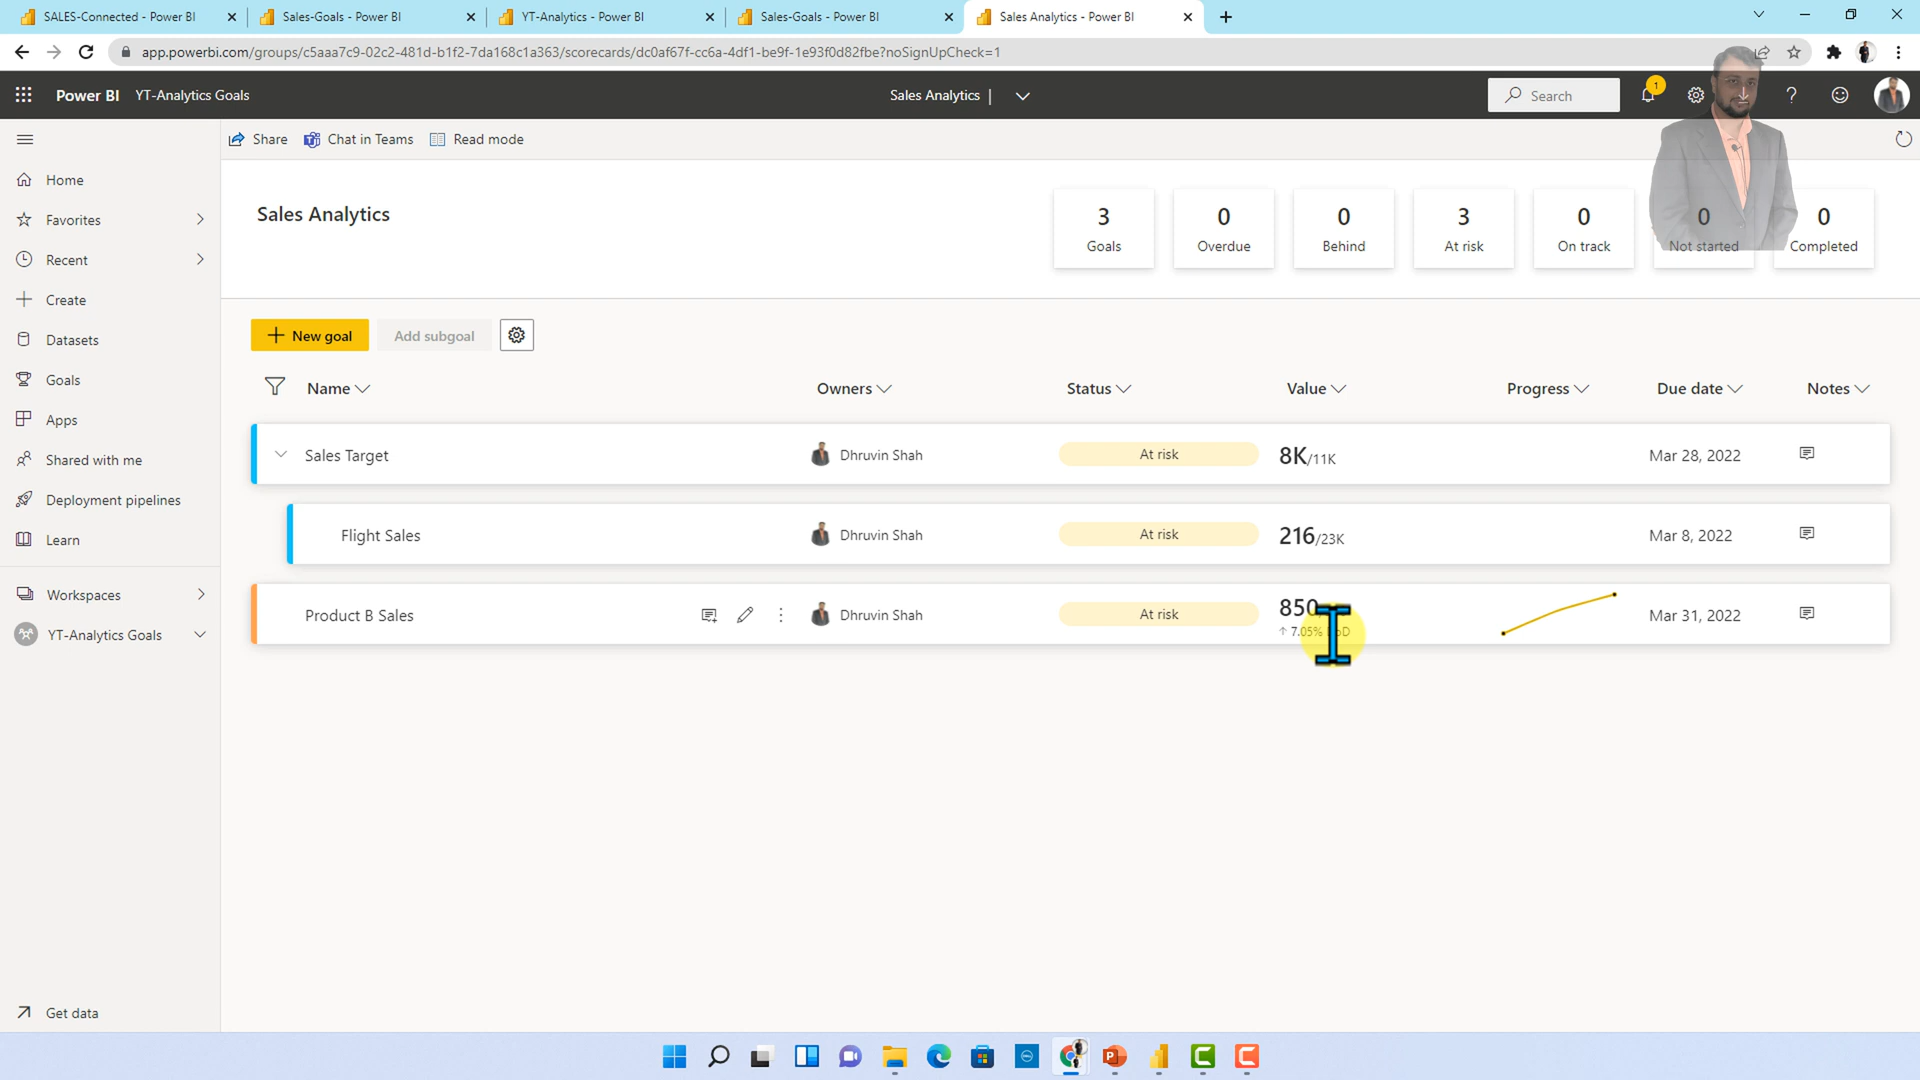 SALES-Connected - Power BI
Sales-Goals - Power BI
YT-Analytics - Power BI
Sales-Goals - Power BI
Sales Analytics - Power BI
app.powerbi.com/groups/c5aaa7c9-02c2-481d-b1f2-7da168c1a363/scorecards/dc0af67f-cc6a-4df1-be9f-1e93f0d82fbe?noSignUpCheck=1
Power BI YT-Analytics Goals
Sales Analytics |
Search
1
Share Chat in Teams Read mode
Home
Favorites
Recent
Create
Datasets
Goals
Apps
Shared with me
Deployment pipelines
Learn
Workspaces
YT-Analytics Goals
Get data
Sales Analytics
3 Goals
0 Overdue
0 Behind
3 At risk
0 On track
0 Not started
0 Completed
New goal Add subgoal
Name Owners Status Value Progress Due date Notes
Sales Target Dhruvin Shah At risk 8K/11K Mar 28, 2022
Flight Sales Dhruvin Shah At risk 216/23K Mar 8, 2022
Product B Sales Dhruvin Shah At risk 850 Mar 31, 2022
↑ 7.05%